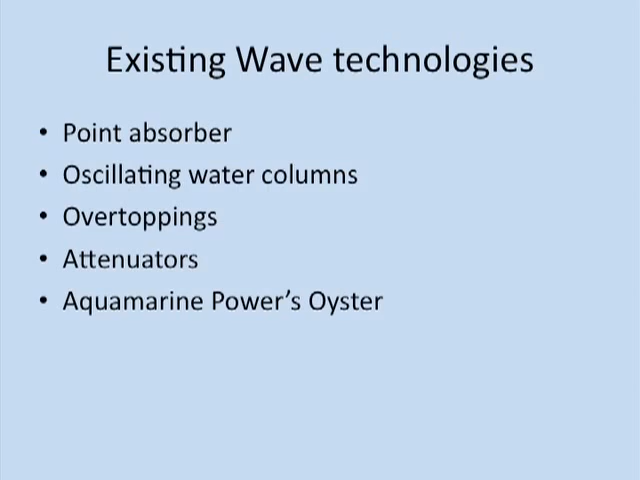 Existing Wave technologies
• Point absorber
• Oscillating water columns
• Overtoppings
• Attenuators
• Aquamarine Power’s Oyster